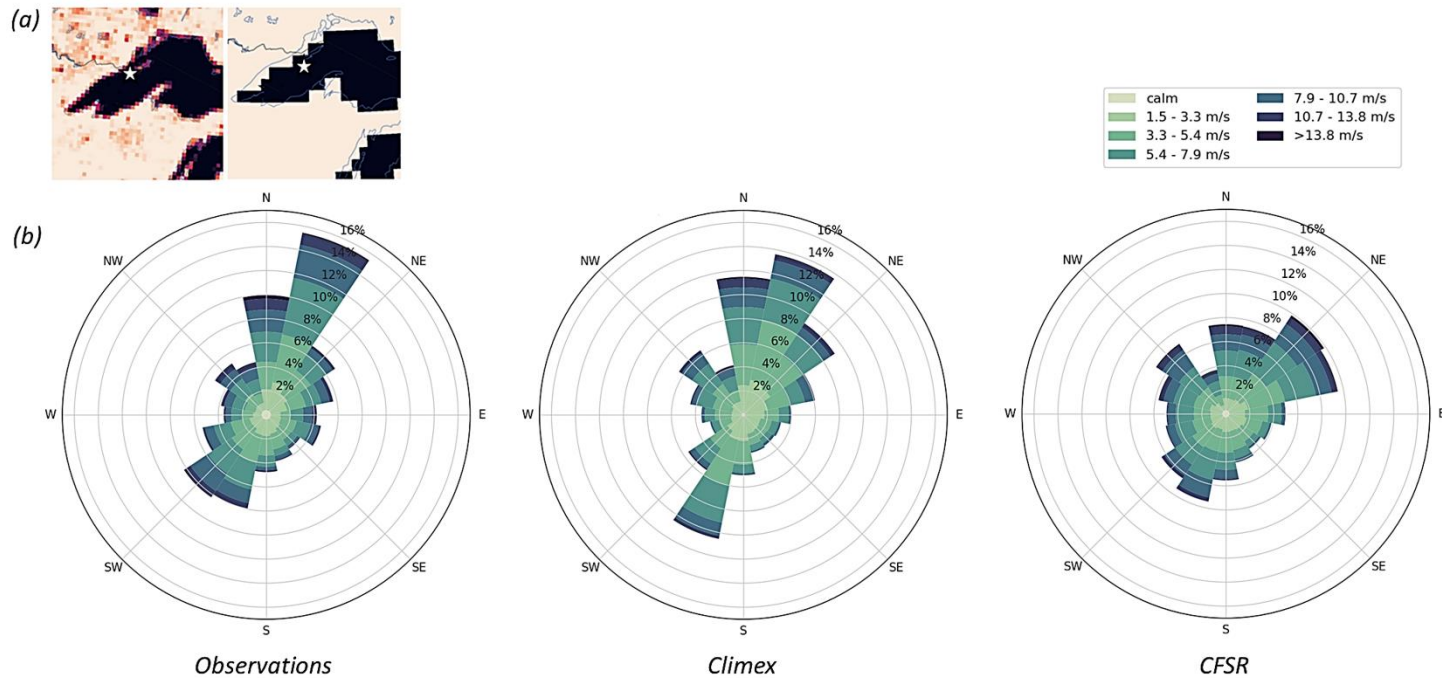 (a)
calm
1.5 - 3.3 m/s
3.3 - 5.4 m/s
5.4 - 7.9 m/s
7.9 - 10.7 m/s
10.7 - 13.8 m/s
>13.8 m/s
(b)
N
NE
E
SE
S
SW
W
NW
2%
4%
6%
8%
10%
12%
14%
16%
Observations
N
NE
E
SE
S
SW
W
NW
2%
4%
6%
8%
10%
12%
14%
16%
Climex
N
NE
E
SE
S
SW
W
NW
2%
4%
6%
8%
10%
12%
14%
16%
CFSR